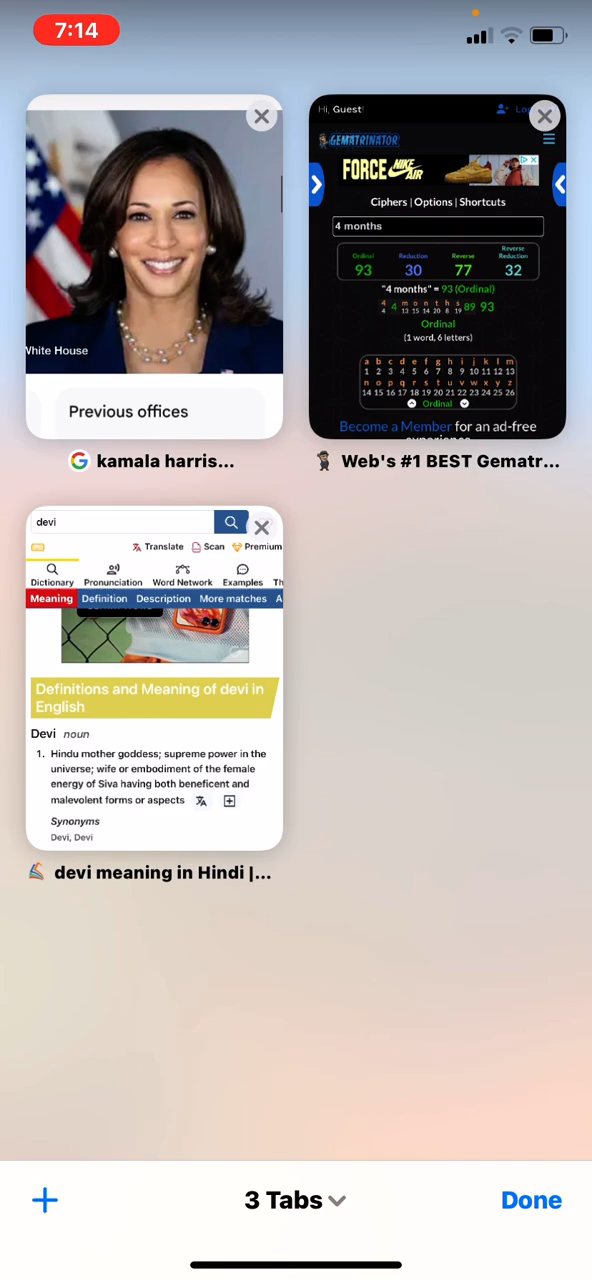 7:14
White House
Previous offices
kamala harris...
Hi, Guest!
GEMATRINATOR
FORCE NIKE AIR
Ciphers | Options | Shortcuts
4 months
Ordinal Reduction Reverse Reverse Reduction
93 30 77 32
"4 months" = 93 (Ordinal)
4 m o n t h s
4 4 13 15 14 20 8 19 89 93
Ordinal
(1 word, 6 letters)
a b c d e f g h i j k l m
1 2 3 4 5 6 7 8 9 10 11 12 13
n o p q r s t u v w x y z
14 15 16 17 18 19 20 21 22 23 24 25 26
Ordinal
Become a Member for an ad-free
experience
Web's #1 BEST Gematr...
devi
Translate Scan Premium
Dictionary Pronunciation Word Network Examples Th
Meaning Definition Description More matches A
Definitions and Meaning of devi in
English
Devi noun
1. Hindu mother goddess; supreme power in the
universe; wife or embodiment of the female
energy of Siva having both beneficent and
malevolent forms or aspects
Synonyms
Devi, Devi
devi meaning in Hindi |...
3 Tabs
Done